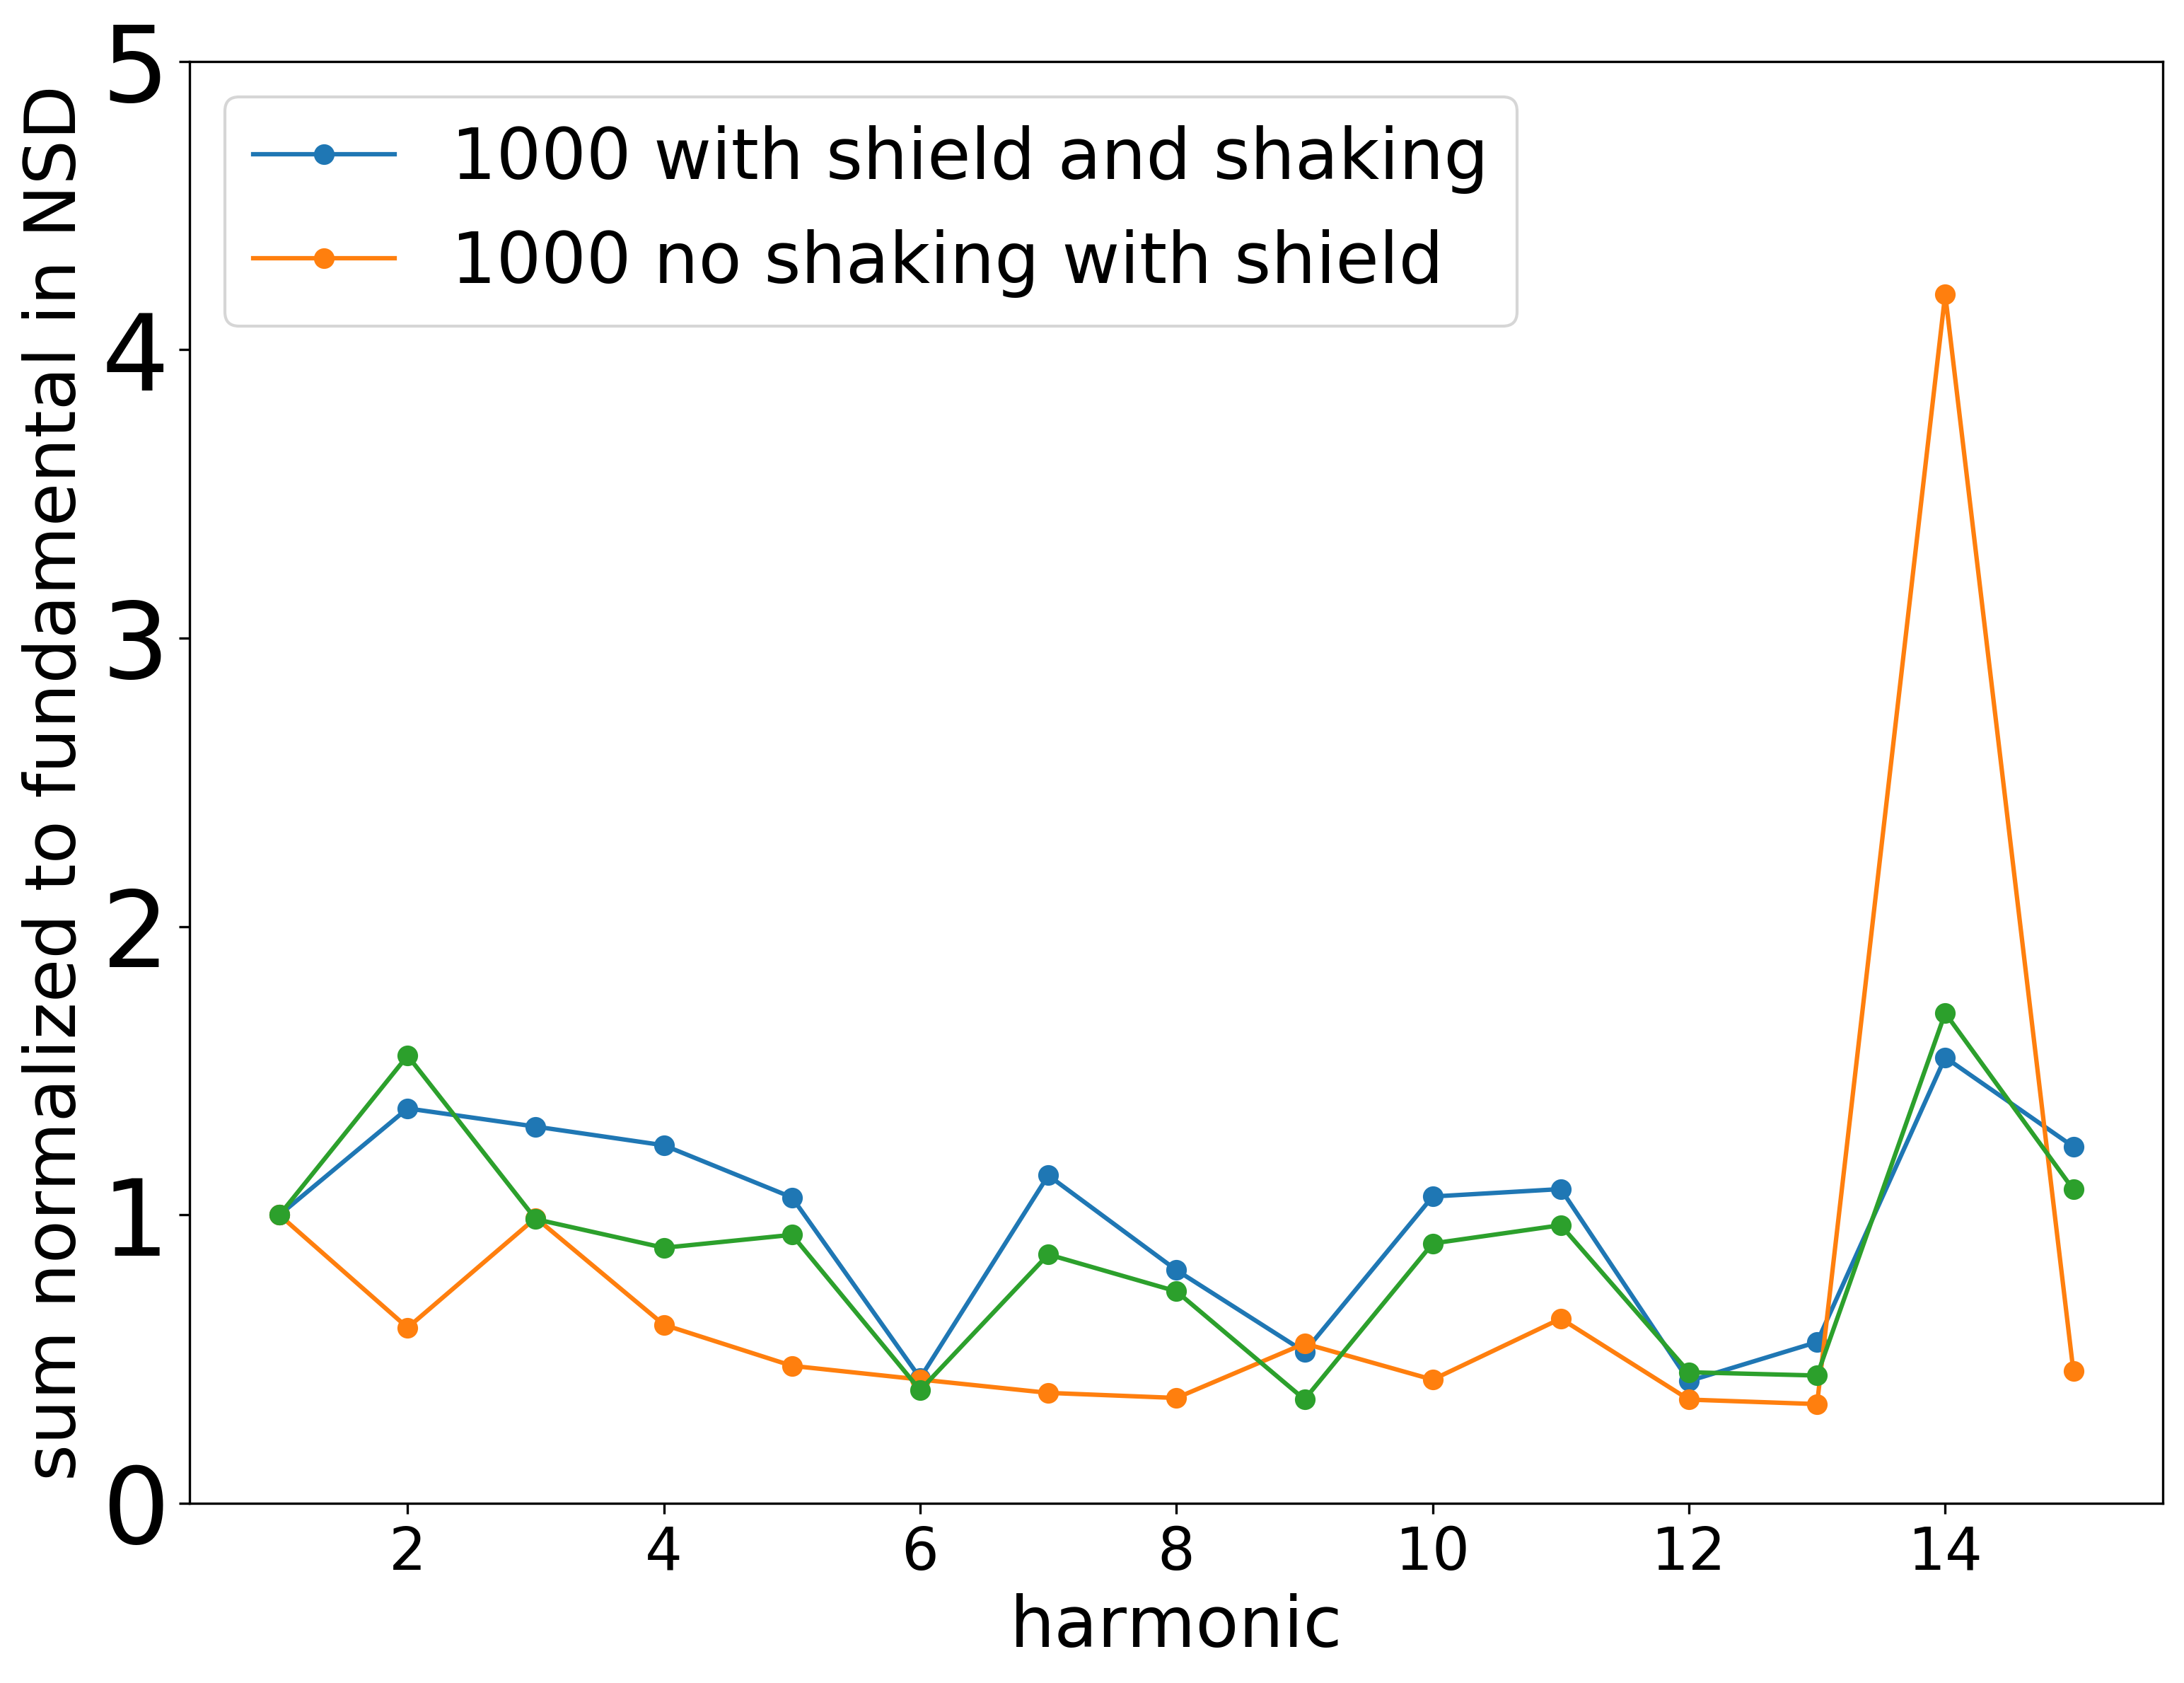 sum normalized to fundamental in NSD
5
4
3
2
1
0
1000 with shield and shaking
1000 no shaking with shield
2 4 6 8 10 12 14
harmonic